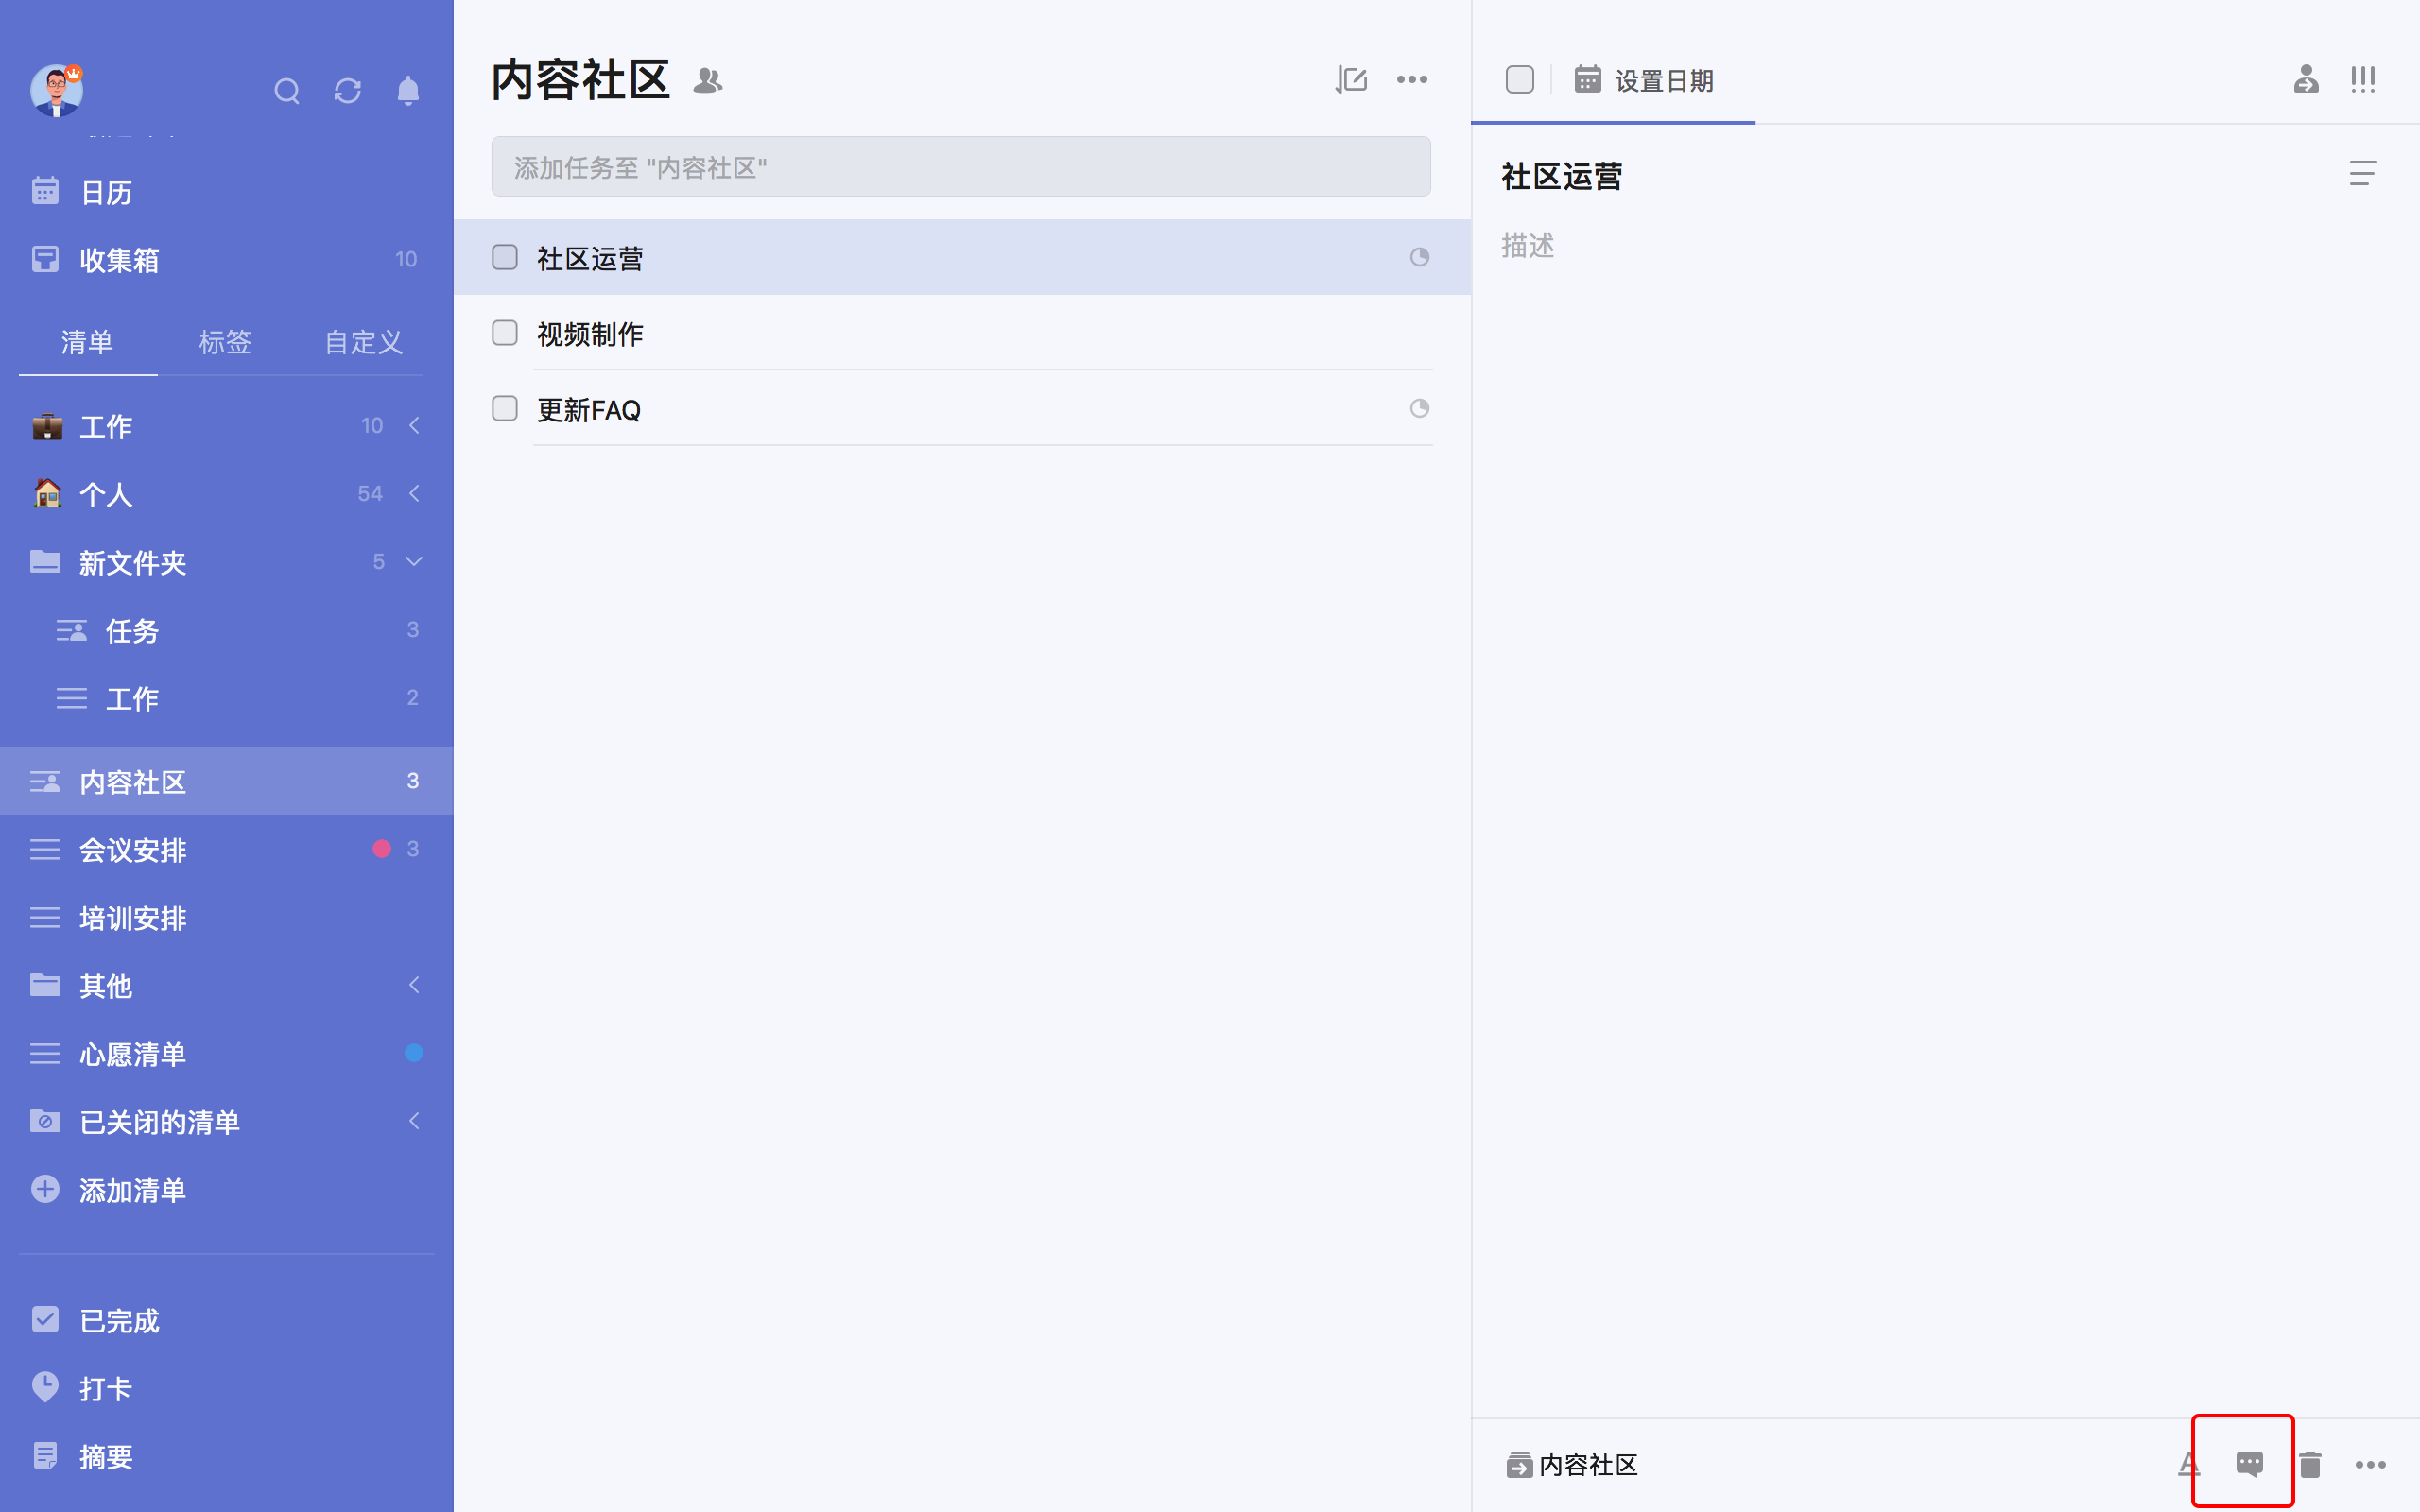 日历
收集箱 10
清单 标签 自定义
工作 10
个人 54
新文件夹 5
任务 3
工作 2
内容社区 3
会议安排 3
培训安排
其他
心愿清单
已关闭的清单
添加清单
已完成
打卡
摘要
内容社区
添加任务至 "内容社区"
社区运营
视频制作
更新FAQ
设置日期
社区运营
描述
内容社区
A